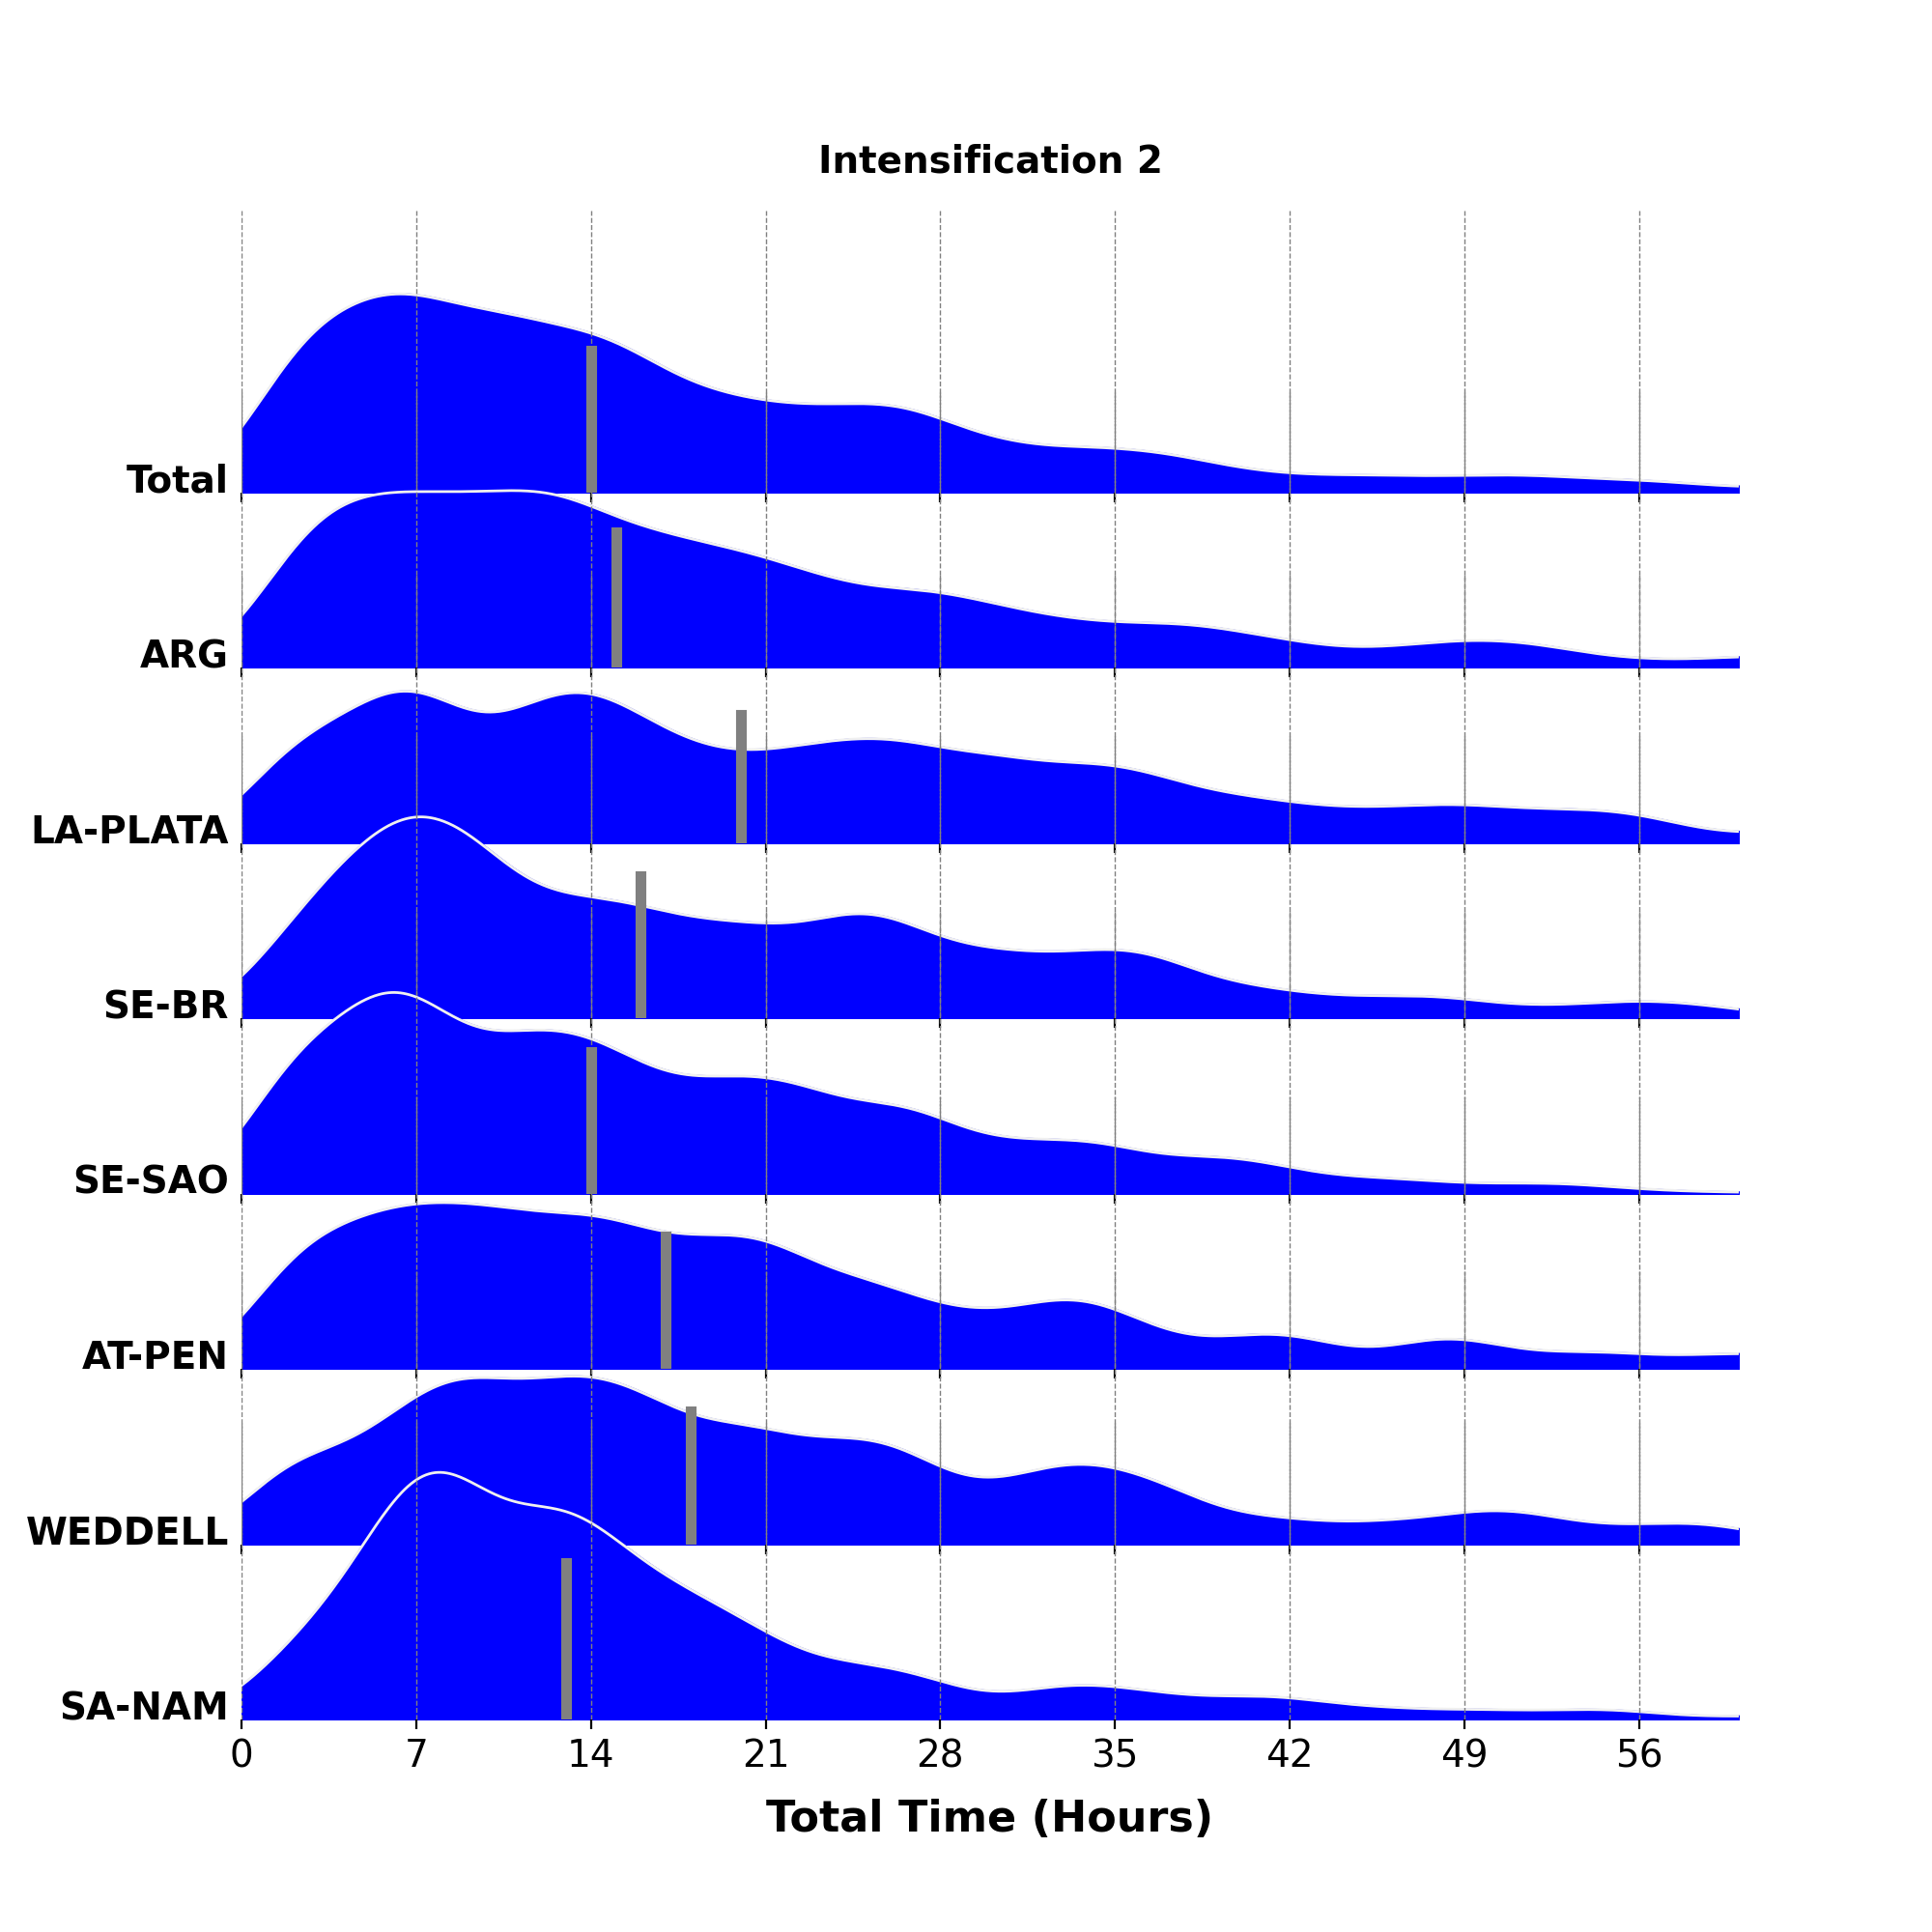 Intensification 2
Total
ARG
LA-PLATA
SE-BR
SE-SAO
AT-PEN
WEDDELL
SA-NAM
0 7 14 21 28 35 42 49 56
Total Time (Hours)